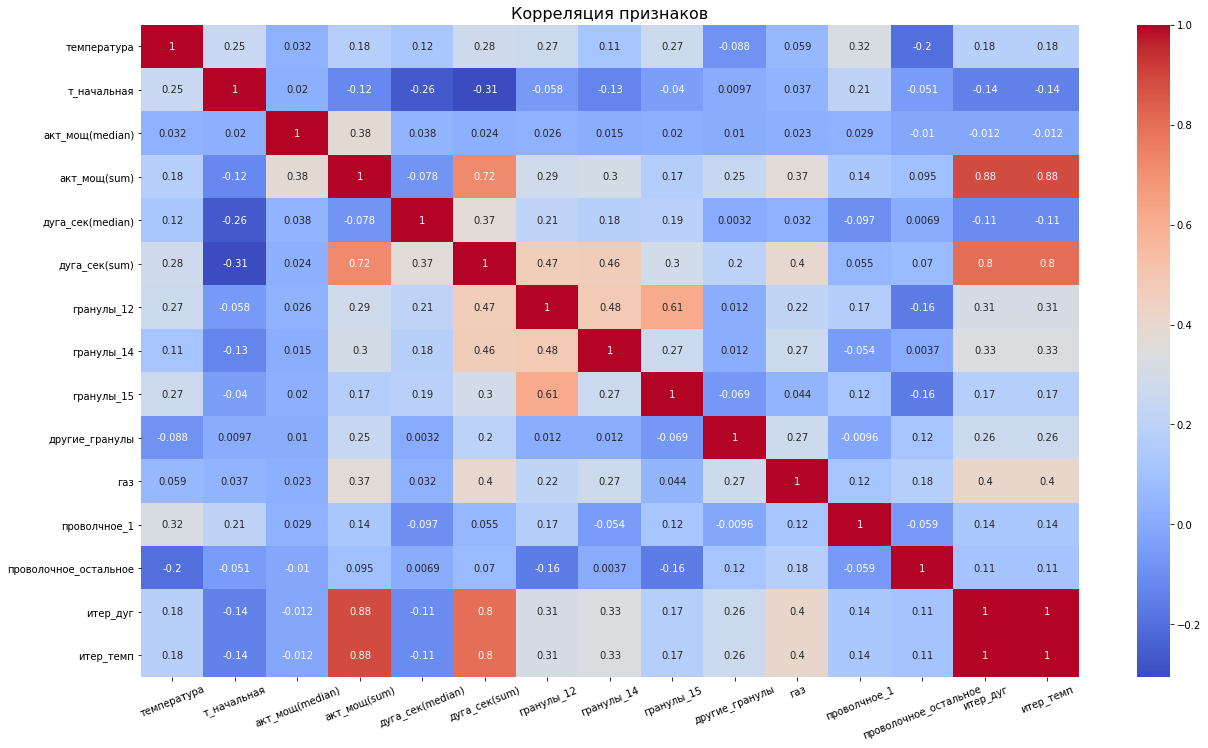 Корреляция признаков
температура 1 0.25 0.032 0.18 0.12 0.28 0.27 0.11 0.27 -0.088 0.059 0.32 -0.2 0.18 0.18
т_начальная 0.25 1 0.02 -0.12 -0.26 -0.31 -0.058 -0.13 -0.04 0.0097 0.037 0.21 -0.051 -0.14 -0.14
акт_мощ(median) 0.032 0.02 1 0.38 0.038 0.024 0.026 0.015 0.02 0.01 0.023 0.029 -0.01 -0.012 -0.012
акт_мощ(sum) 0.18 -0.12 0.38 1 -0.078 0.72 0.29 0.3 0.17 0.25 0.37 0.14 0.095 0.88 0.88
дуга_сек(median) 0.12 -0.26 0.038 -0.078 1 0.37 0.21 0.18 0.19 0.0032 0.032 -0.097 0.0069 -0.11 -0.11
дуга_сек(sum) 0.28 -0.31 0.024 0.72 0.37 1 0.47 0.46 0.3 0.2 0.4 0.055 0.07 0.8 0.8
гранулы_12 0.27 -0.058 0.026 0.29 0.21 0.47 1 0.48 0.61 0.012 0.22 0.17 -0.16 0.31 0.31
гранулы_14 0.11 -0.13 0.015 0.3 0.18 0.46 0.48 1 0.27 0.012 0.27 -0.054 0.0037 0.33 0.33
гранулы_15 0.27 -0.04 0.02 0.17 0.19 0.3 0.61 0.27 1 -0.069 0.044 0.12 -0.16 0.17 0.17
другие_гранулы -0.088 0.0097 0.01 0.25 0.0032 0.2 0.012 0.012 -0.069 1 0.27 -0.0096 0.12 0.26 0.26
газ 0.059 0.037 0.023 0.37 0.032 0.4 0.22 0.27 0.044 0.27 1 0.12 0.18 0.4 0.4
проволчное_1 0.32 0.21 0.029 0.14 -0.097 0.055 0.17 -0.054 0.12 -0.0096 0.12 1 -0.059 0.14 0.14
проволочное_остальное -0.2 -0.051 -0.01 0.095 0.0069 0.07 -0.16 0.0037 -0.16 0.12 0.18 -0.059 1 0.11 0.11
итер_дуг 0.18 -0.14 -0.012 0.88 -0.11 0.8 0.31 0.33 0.17 0.26 0.4 0.14 0.11 1 1
итер_темп 0.18 -0.14 -0.012 0.88 -0.11 0.8 0.31 0.33 0.17 0.26 0.4 0.14 0.11 1 1
температура т_начальная акт_мощ(median) акт_мощ(sum) дуга_сек(median) дуга_сек(sum) гранулы_12 гранулы_14 гранулы_15 другие_гранулы газ проволчное_1 проволочное_остальное итер_дуг итер_темп
1.0
0.8
0.6
0.4
0.2
0.0
−0.2